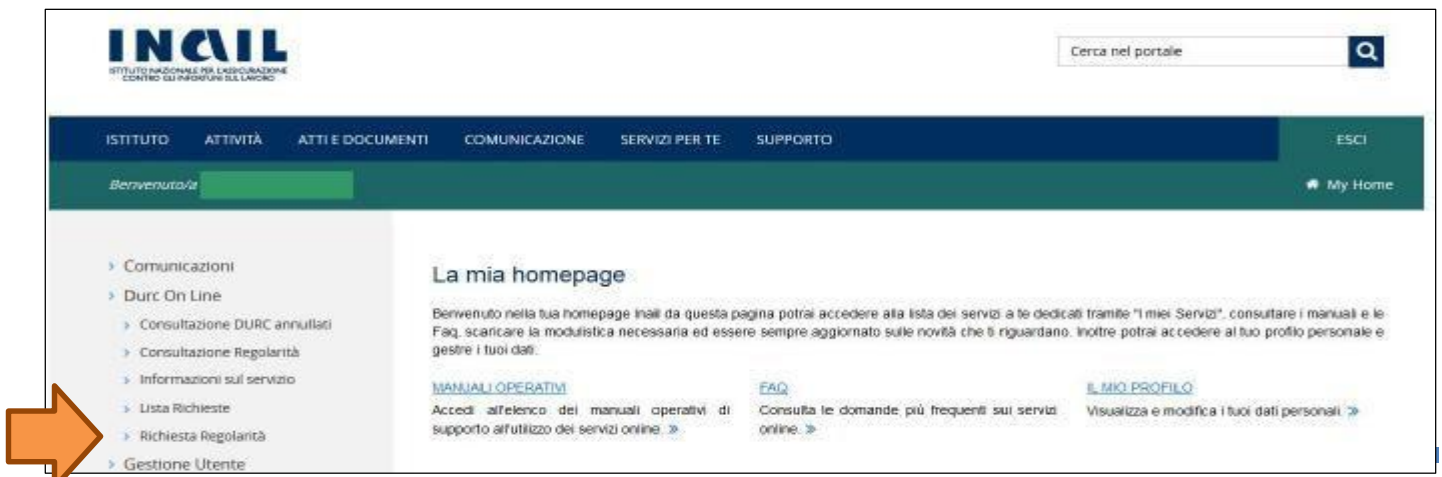 INAIL
ISTITUTO NAZIONALE PER L'ASSICURAZIONE
CONTRO GLI INFORTUNI SUL LAVORO
Cerca nel portale
ISTITUTO ATTIVITÀ ATTI E DOCUMENTI COMUNICAZIONE SERVIZI PER TE SUPPORTO ESCI
Benvenuto/a
My Home
Comunicazioni
Durc On Line
Consultazione DURC annullati
Consultazione Regolarità
Informazioni sul servizio
Lista Richieste
Richiesta Regolarità
Gestione Utente
La mia homepage
Benvenuto nella tua homepage Inail da questa pagina potrai accedere alla lista dei servizi a te dedicati tramite "I miei Servizi", consultare i manuali e le
Faq, scaricare la modulistica necessaria ed essere sempre aggiornato sulle novità che ti riguardano. Inoltre potrai accedere al tuo profilo personale e
gestire i tuoi dati.
MANUALI OPERATIVI
Accedi all'elenco dei manuali operativi di
supporto all'utilizzo dei servizi online. »
FAQ
Consulta le domande più frequenti sui servizi
online. »
IL MIO PROFILO
Visualizza e modifica i tuoi dati personali. »